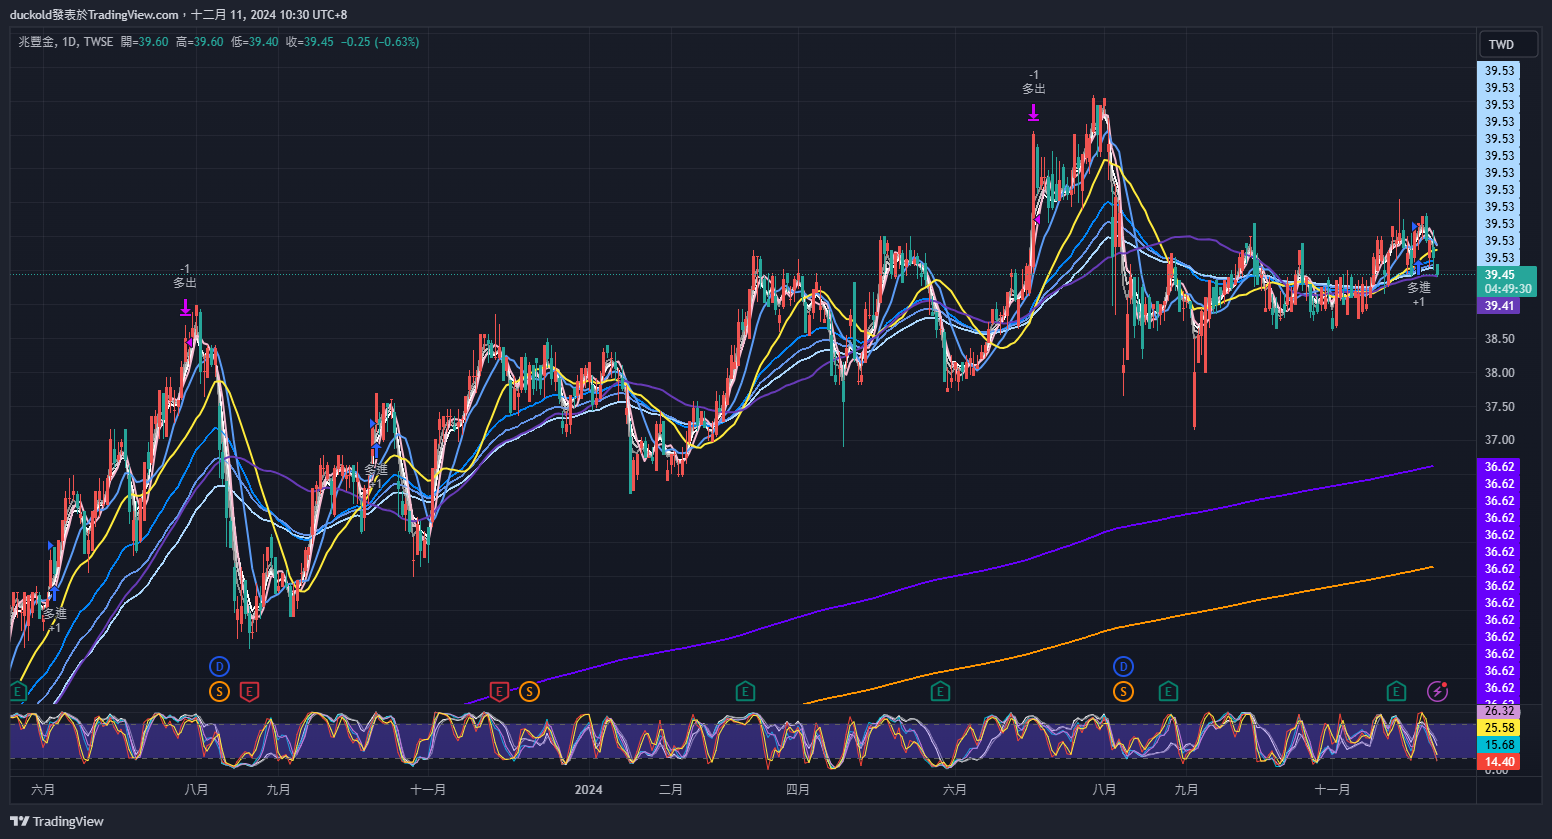 duckold發表於TradingView.com，十二月 11, 2024 10:30 UTC+8
兆豐金, 1D, TWSE 開=39.60 高=39.60 低=39.40 收=39.45 −0.25 (−0.63%)
TWD
39.53
39.53
39.53
39.53
39.53
39.53
39.53
39.53
39.53
39.53
39.53
39.53
39.45
04:49:30
39.41
38.50
38.00
37.50
37.00
36.62
36.62
36.62
36.62
36.62
36.62
36.62
36.62
36.62
36.62
36.62
36.62
36.62
36.62
26.32
25.58
15.68
14.40
0.00
-1
多出
-1
多出
多進
+1
多進
+1
多進
+1
E
D
S
E
E
S
E
E
D
S
E
E
六月
八月
九月
十一月
2024
二月
四月
六月
八月
九月
十一月
TradingView